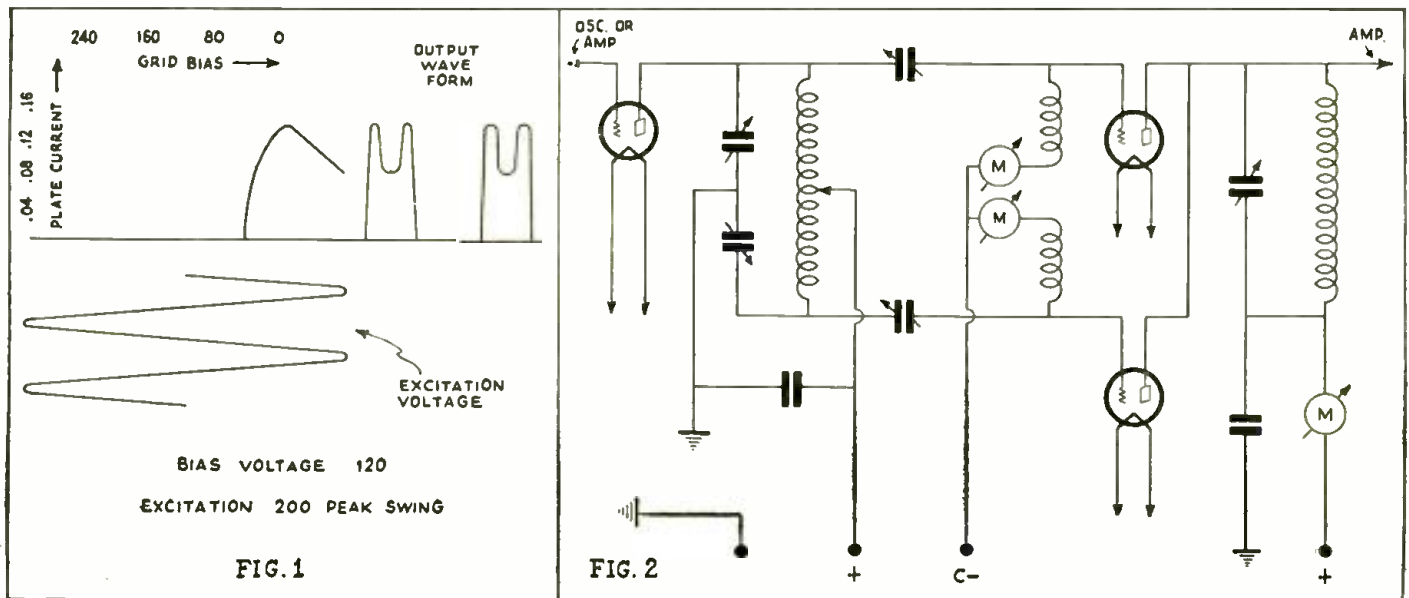 240 160 80 0
GRID BIAS
PLATE CURRENT
.04 .08 .12 .16
OUTPUT
WAVE
FORM
EXCITATION
VOLTAGE
BIAS VOLTAGE 120
EXCITATION 200 PEAK SWING
FIG. 1
OSC. OR
AMP
AMP.
M
M
M
FIG. 2
+
C-
+